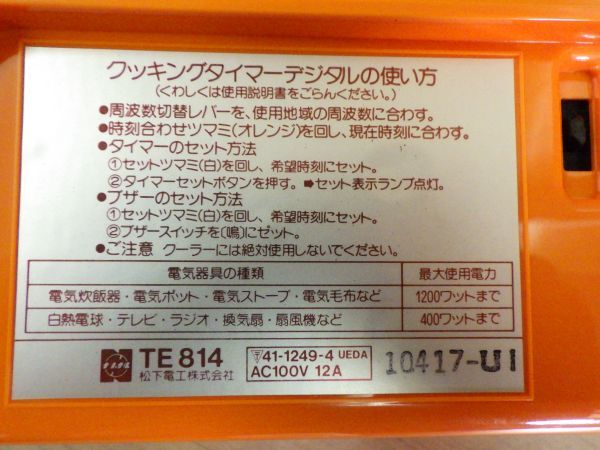 クッキングタイマーデジタルの使い方
(くわしくは使用説明書をごらんください。)
●周波数切替レバーを、使用地域の周波数に合わす。
●時刻合わせツマミ(オレンジ)を回し、現在時刻に合わす。
●タイマーのセット方法
①セットツマミ(白)を回し、希望時刻にセット。
②タイマーセットボタンを押す。➡セット表示ランプ点灯。
●ブザーのセット方法
①セットツマミ(白)を回し、希望時刻にセット。
②ブザースイッチを〔鳴〕にセット。
●ご注意 クーラーには絶対使用しないでください。
電気器具の種類 最大使用電力
電気炊飯器・電気ポット・電気ストーブ・電気毛布など 1200ワットまで
白熱電球・テレビ・ラジオ・換気扇・扇風機など 400ワットまで
ナショナル TE 814
松下電工株式会社
〒41-1249-4 UEDA
AC100V 12A
10417-U1